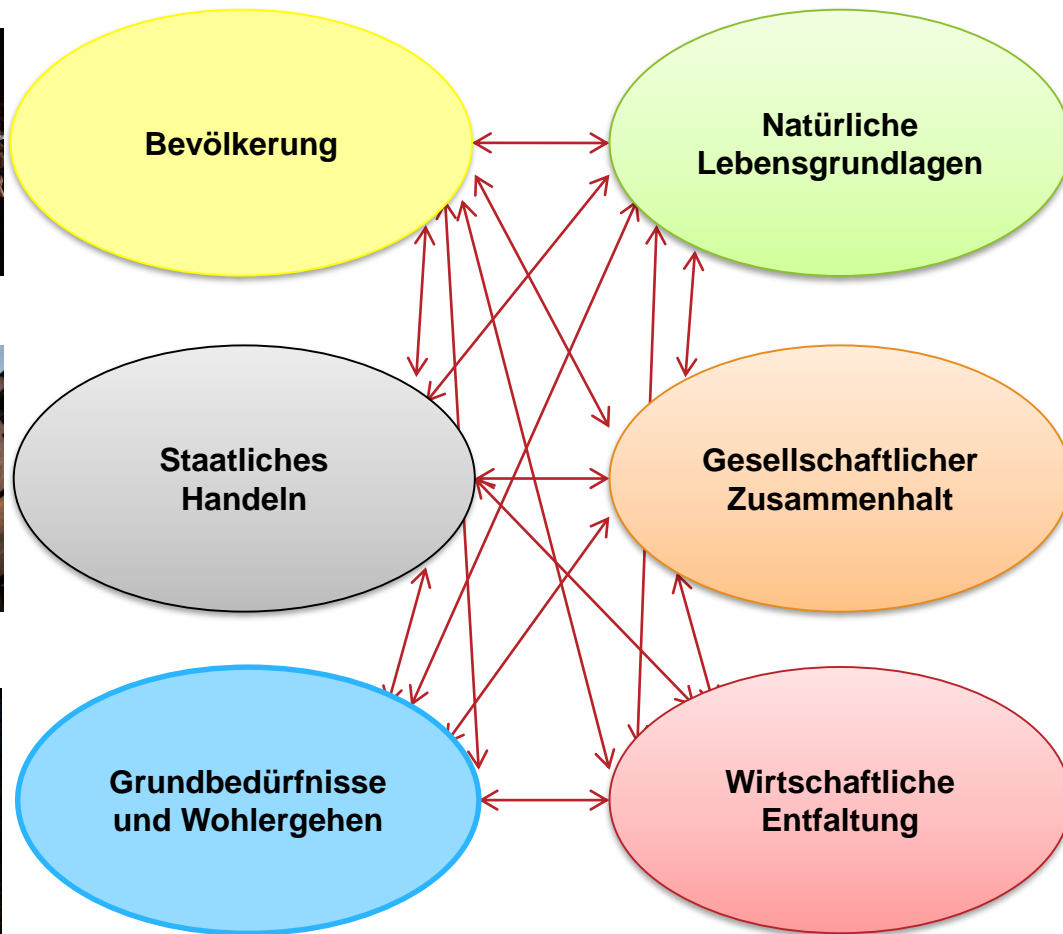 Bevölkerung
Natürliche
Lebensgrundlagen
Staatliches
Handeln
Gesellschaftlicher
Zusammenhalt
Grundbedürfnisse
und Wohlergehen
Wirtschaftliche
Entfaltung